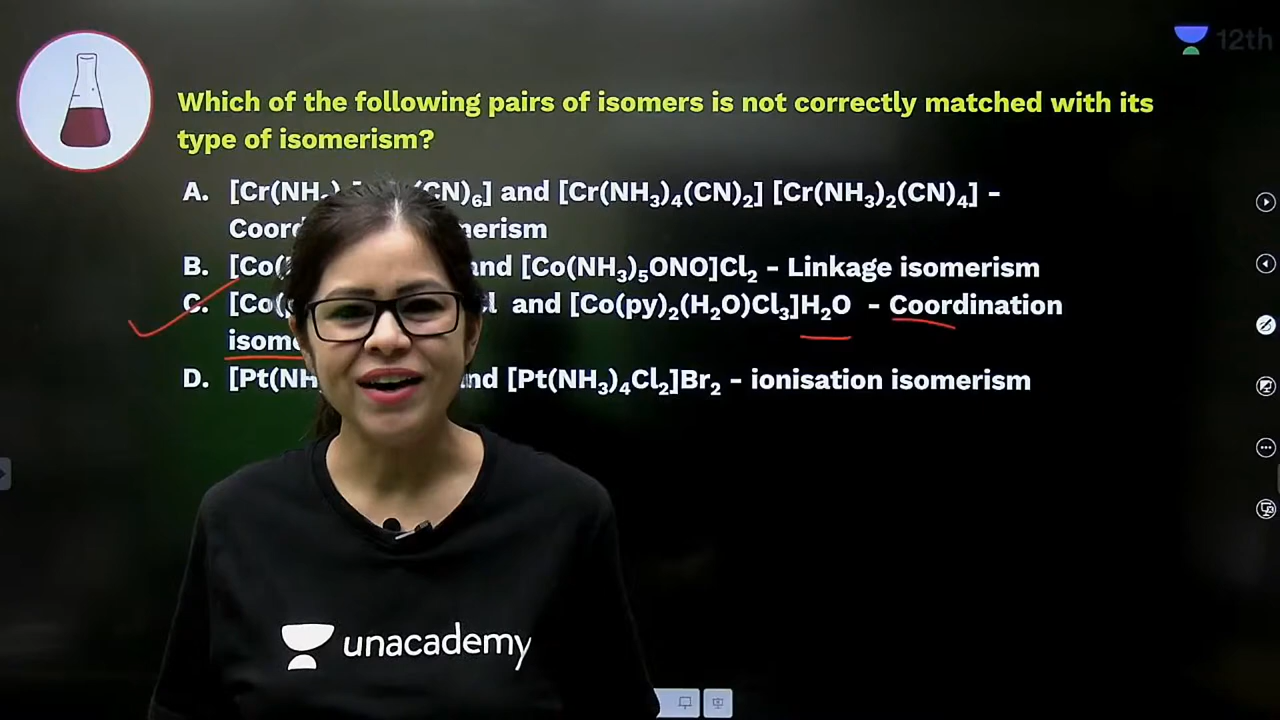 12th
Which of the following pairs of isomers is not correctly matched with its
type of isomerism?
A. [Cr(NH (CN)₆] and [Cr(NH₃)₄(CN)₂] [Cr(NH₃)₂(CN)₄] –
Coord merism
B. [Co( and [Co(NH₃)₅ONO]Cl₂ – Linkage isomerism
C. [Co( Cl and [Co(py)₂(H₂O)Cl₃]H₂O – Coordination
isome
D. [Pt(NH nd [Pt(NH₃)₄Cl₂]Br₂ – ionisation isomerism
unacademy